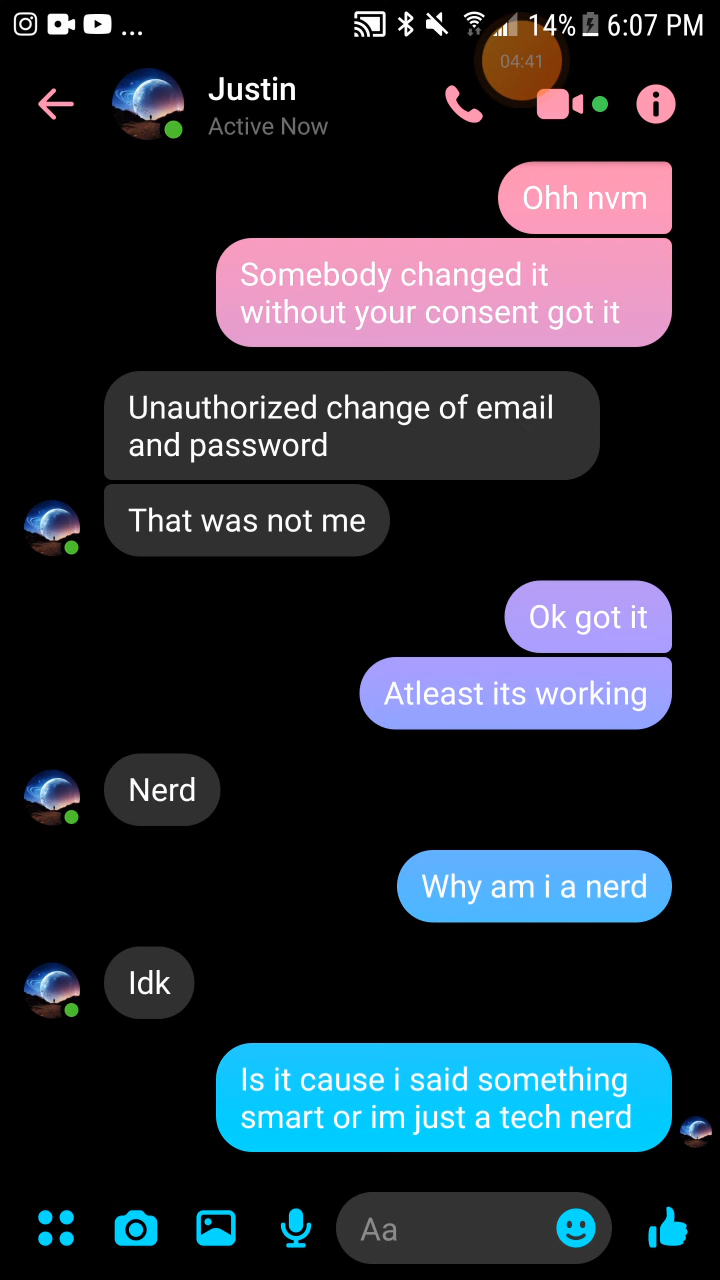 ... 14% 6:07 PM
04:41
Justin
Active Now
Ohh nvm
Somebody changed it
without your consent got it
Unauthorized change of email
and password
That was not me
Ok got it
Atleast its working
Nerd
Why am i a nerd
Idk
Is it cause i said something
smart or im just a tech nerd
Aa